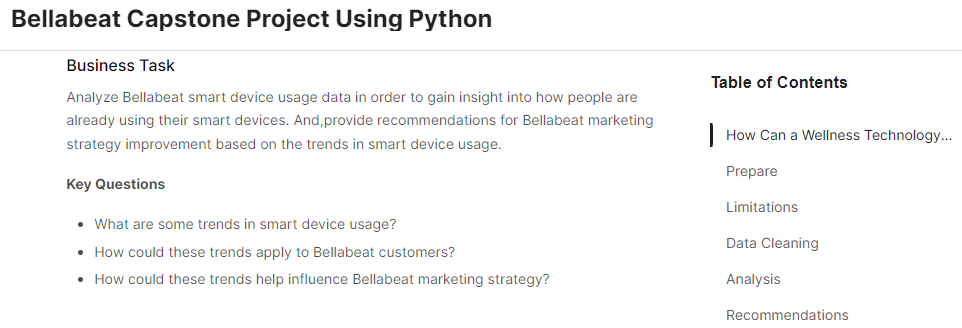 Bellabeat Capstone Project Using Python
Business Task
Analyze Bellabeat smart device usage data in order to gain insight into how people are
already using their smart devices. And,provide recommendations for Bellabeat marketing
strategy improvement based on the trends in smart device usage.
Key Questions
• What are some trends in smart device usage?
• How could these trends apply to Bellabeat customers?
• How could these trends help influence Bellabeat marketing strategy?
Table of Contents
How Can a Wellness Technology...
Prepare
Limitations
Data Cleaning
Analysis
Recommendations